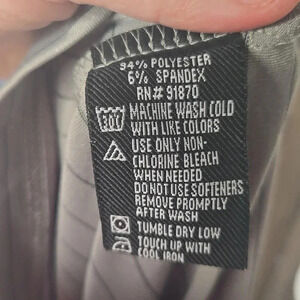 94% POLYESTER
6% SPANDEX
RN# 91870
MACHINE WASH COLD
WITH LIKE COLORS
USE ONLY NON-
CHLORINE BLEACH
WHEN NEEDED
DO NOT USE SOFTENERS
REMOVE PROMPTLY
AFTER WASH
TUMBLE DRY LOW
TOUCH UP WITH
COOL IRON